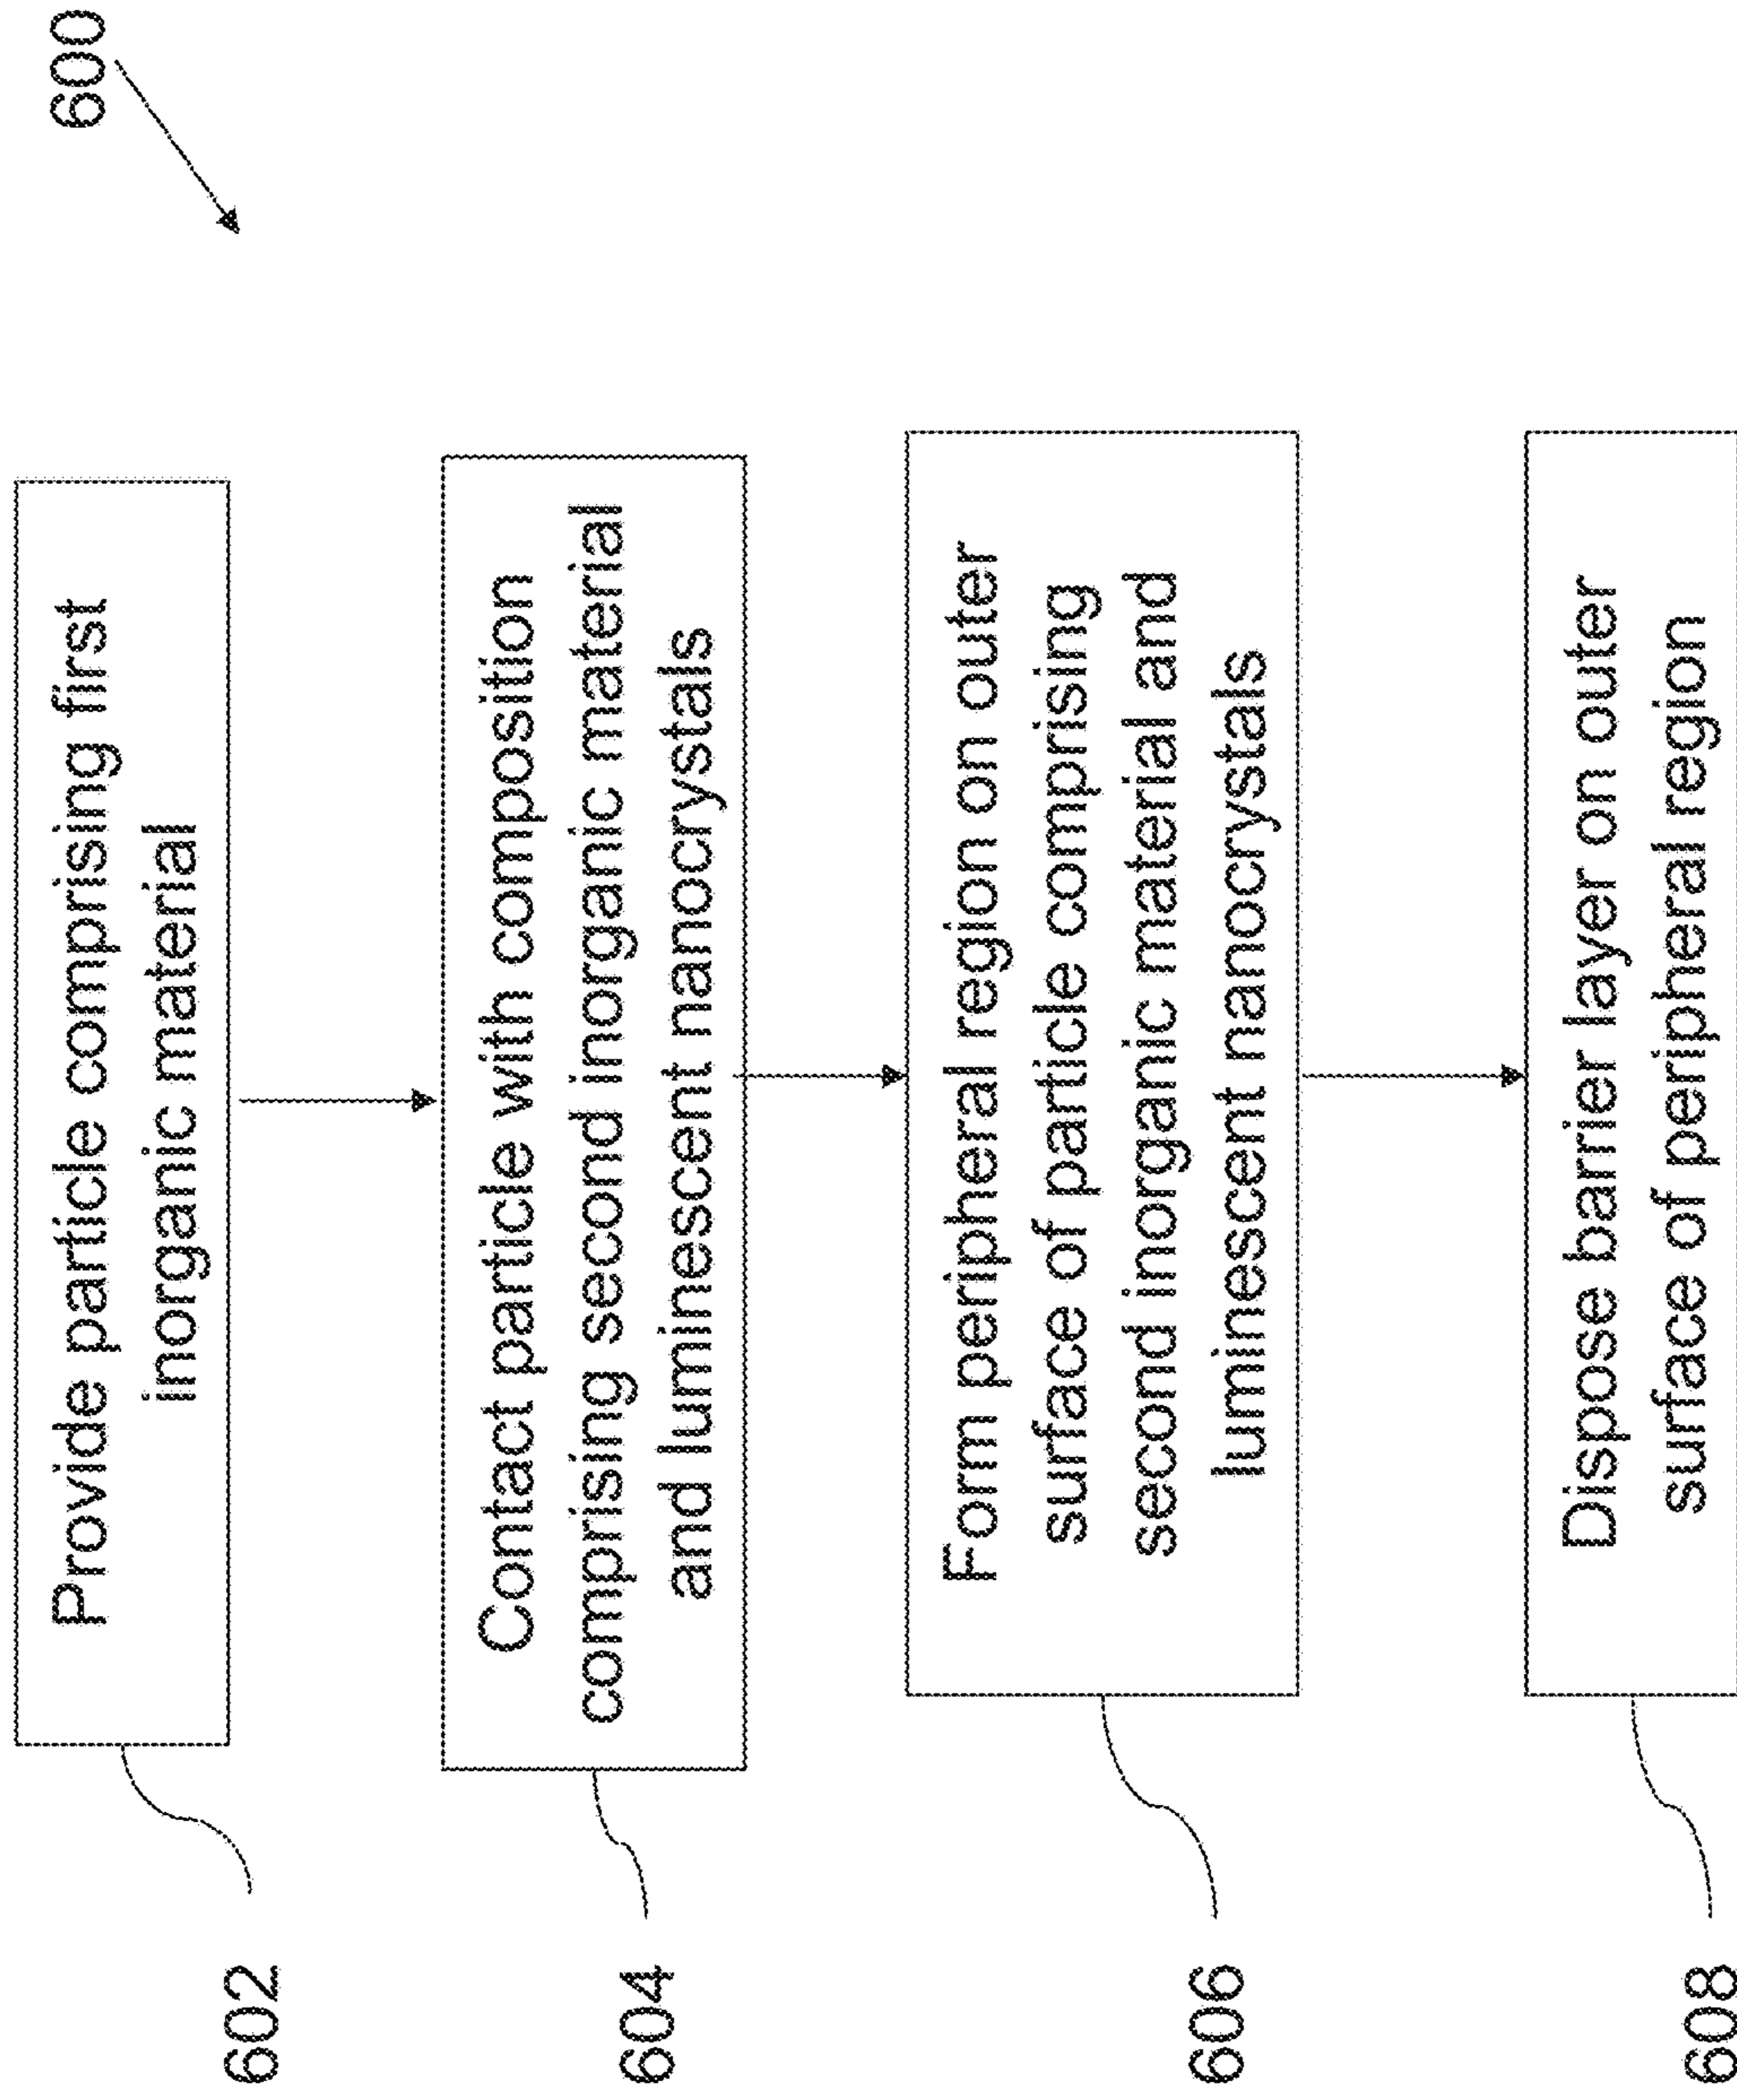 600
602
Provide particle comprising first
inorganic material
604
Contact particle with composition
comprising second inorganic material
and luminescent nanocrystals
606
Form peripheral region on outer
surface of particle comprising
second inorganic material and
luminescent nanocrystals
608
Dispose barrier layer on outer
surface of peripheral region